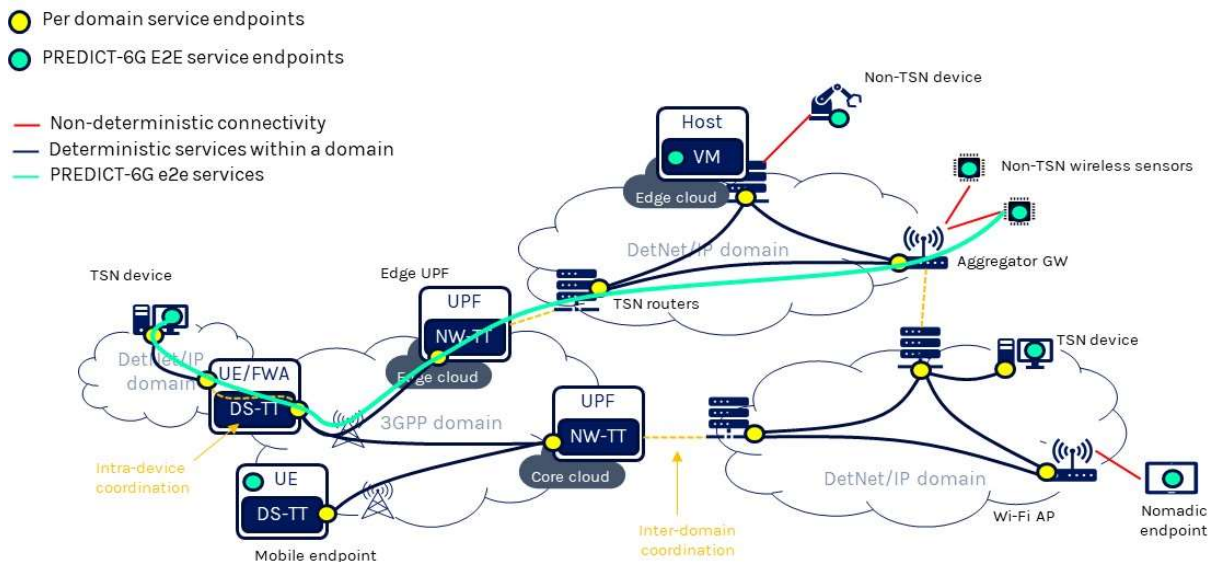 Per domain service endpoints
PREDICT-6G E2E service endpoints
Non-deterministic connectivity
Deterministic services within a domain
PREDICT-6G e2e services
Non-TSN device
Host
VM
Edge cloud
Non-TSN wireless sensors
DetNet/IP domain
Aggregator GW
TSN routers
Edge UPF
UPF
NW-TT
Edge cloud
TSN device
DetNet/IP
domain
UE/FWA
DS-TT
3GPP domain
Intra-device
coordination
UPF
NW-TT
Core cloud
UE
DS-TT
Mobile endpoint
Inter-domain
coordination
TSN device
DetNet/IP domain
Wi-Fi AP
Nomadic
endpoint